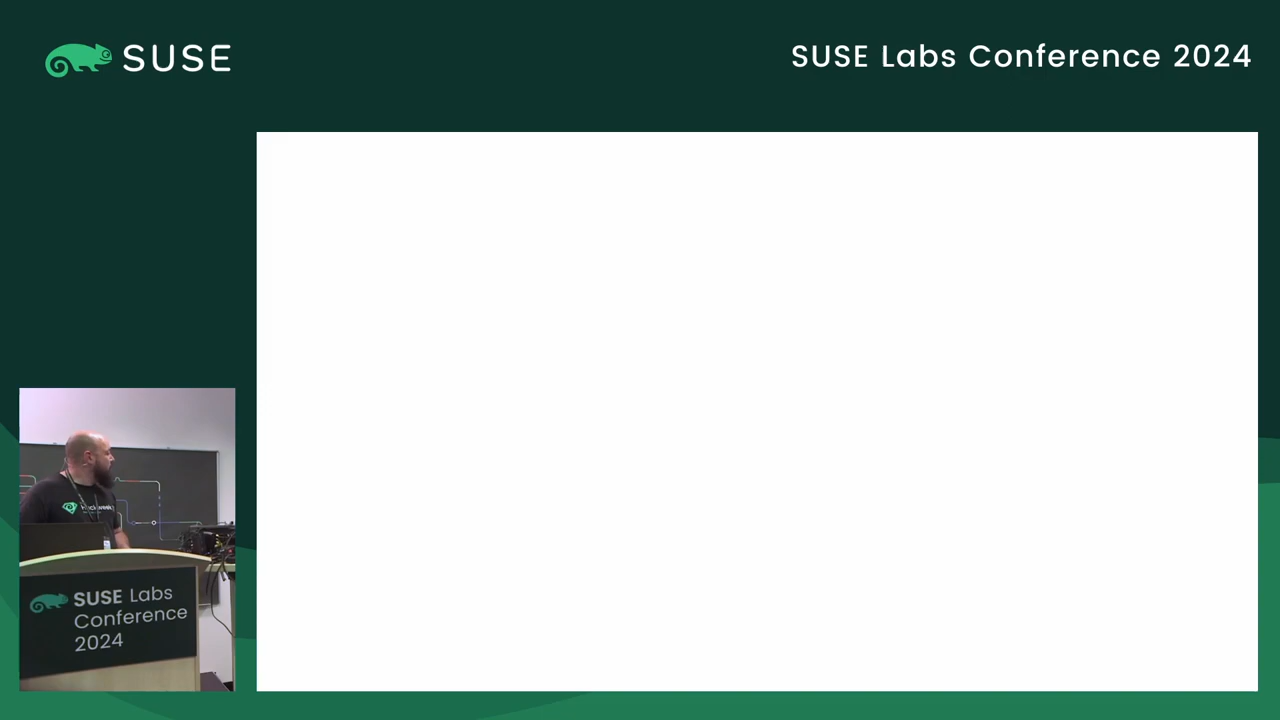 SUSE
SUSE Labs Conference 2024
SUSE Labs
Conference
2024